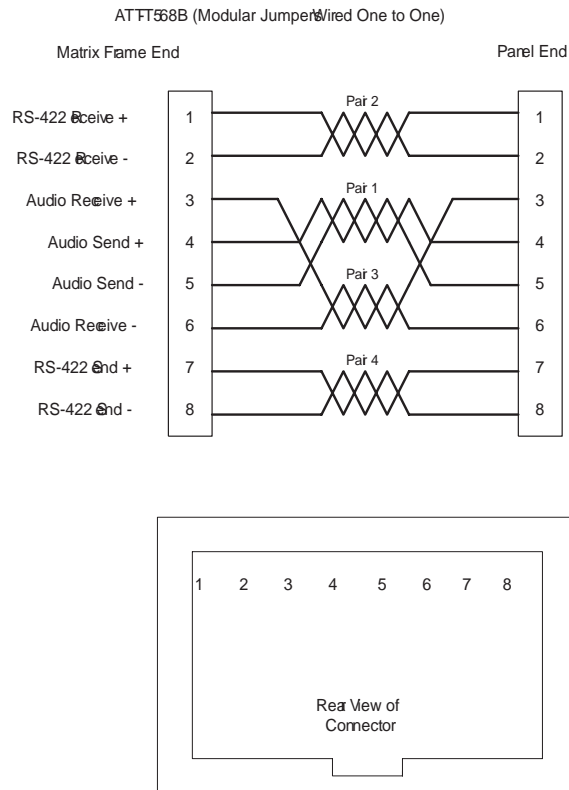 ATT-T568B (Modular Jumpers Wired One to One)
Matrix Frame End
Panel End
RS-422 Receive +
1
Pair 2
1
RS-422 Receive -
2
2
Audio Receive +
3
Pair 1
3
Audio Send +
4
4
Audio Send -
5
Pair 3
5
Audio Receive -
6
6
RS-422 Send +
7
Pair 4
7
RS-422 Send -
8
8
1 2 3 4 5 6 7 8
Rear View of
Connector